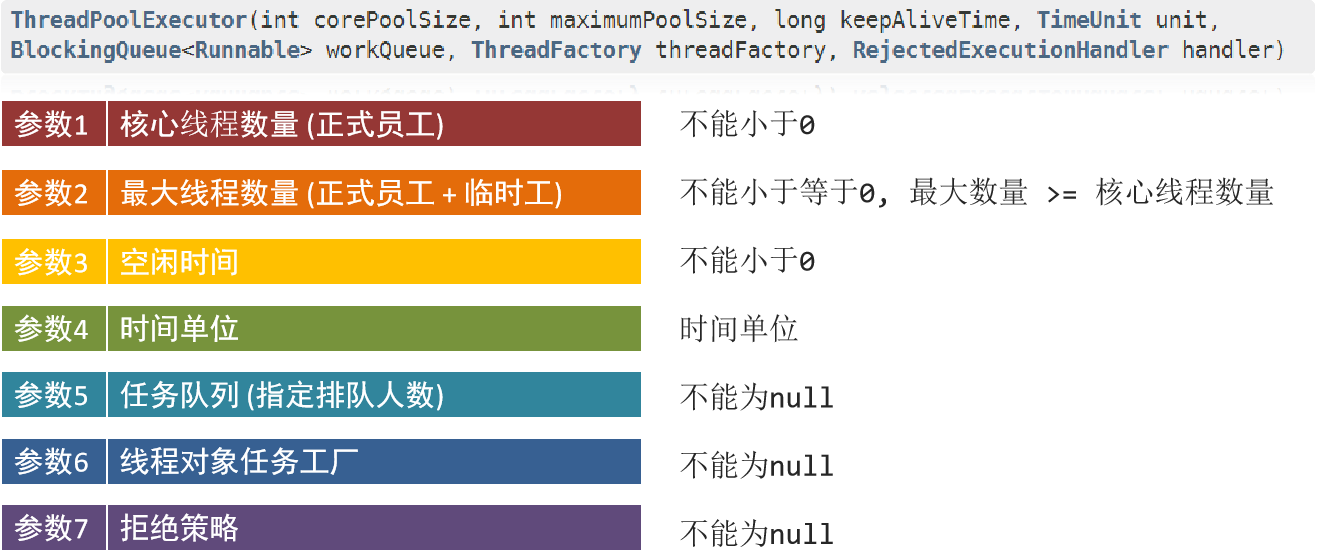 ThreadPoolExecutor(int corePoolSize, int maximumPoolSize, long keepAliveTime, TimeUnit unit,
BlockingQueue<Runnable> workQueue, ThreadFactory threadFactory, RejectedExecutionHandler handler)
参数1 核心线程数量 (正式员工) 不能小于0
参数2 最大线程数量 (正式员工 + 临时工) 不能小于等于0, 最大数量 >= 核心线程数量
参数3 空闲时间 不能小于0
参数4 时间单位 时间单位
参数5 任务队列 (指定排队人数) 不能为null
参数6 线程对象任务工厂 不能为null
参数7 拒绝策略 不能为null